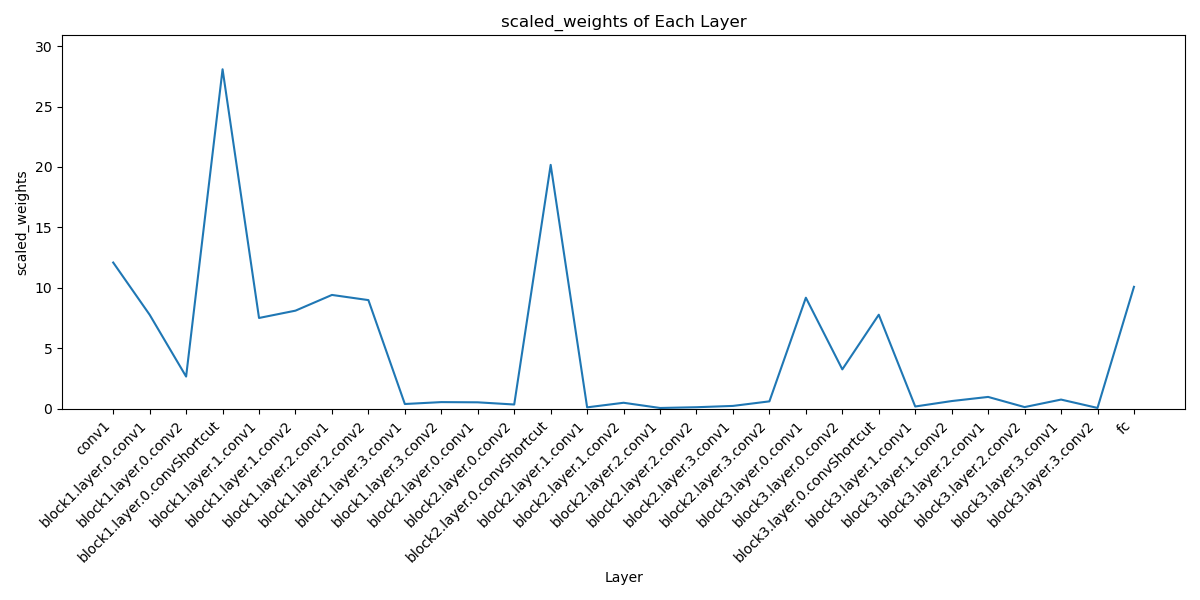 scaled_weights of Each Layer
scaled_weights
30
25
20
15
10
5
0
conv1
block1.layer.0.conv1
block1.layer.0.conv2
block1.layer.0.convShortcut
block1.layer.1.conv1
block1.layer.1.conv2
block1.layer.2.conv1
block1.layer.2.conv2
block1.layer.3.conv1
block1.layer.3.conv2
block2.layer.0.conv1
block2.layer.0.conv2
block2.layer.0.convShortcut
block2.layer.1.conv1
block2.layer.1.conv2
block2.layer.2.conv1
block2.layer.2.conv2
block2.layer.3.conv1
block2.layer.3.conv2
block3.layer.0.conv1
block3.layer.0.conv2
block3.layer.0.convShortcut
block3.layer.1.conv1
block3.layer.1.conv2
block3.layer.2.conv1
block3.layer.2.conv2
block3.layer.3.conv1
block3.layer.3.conv2
fc
Layer